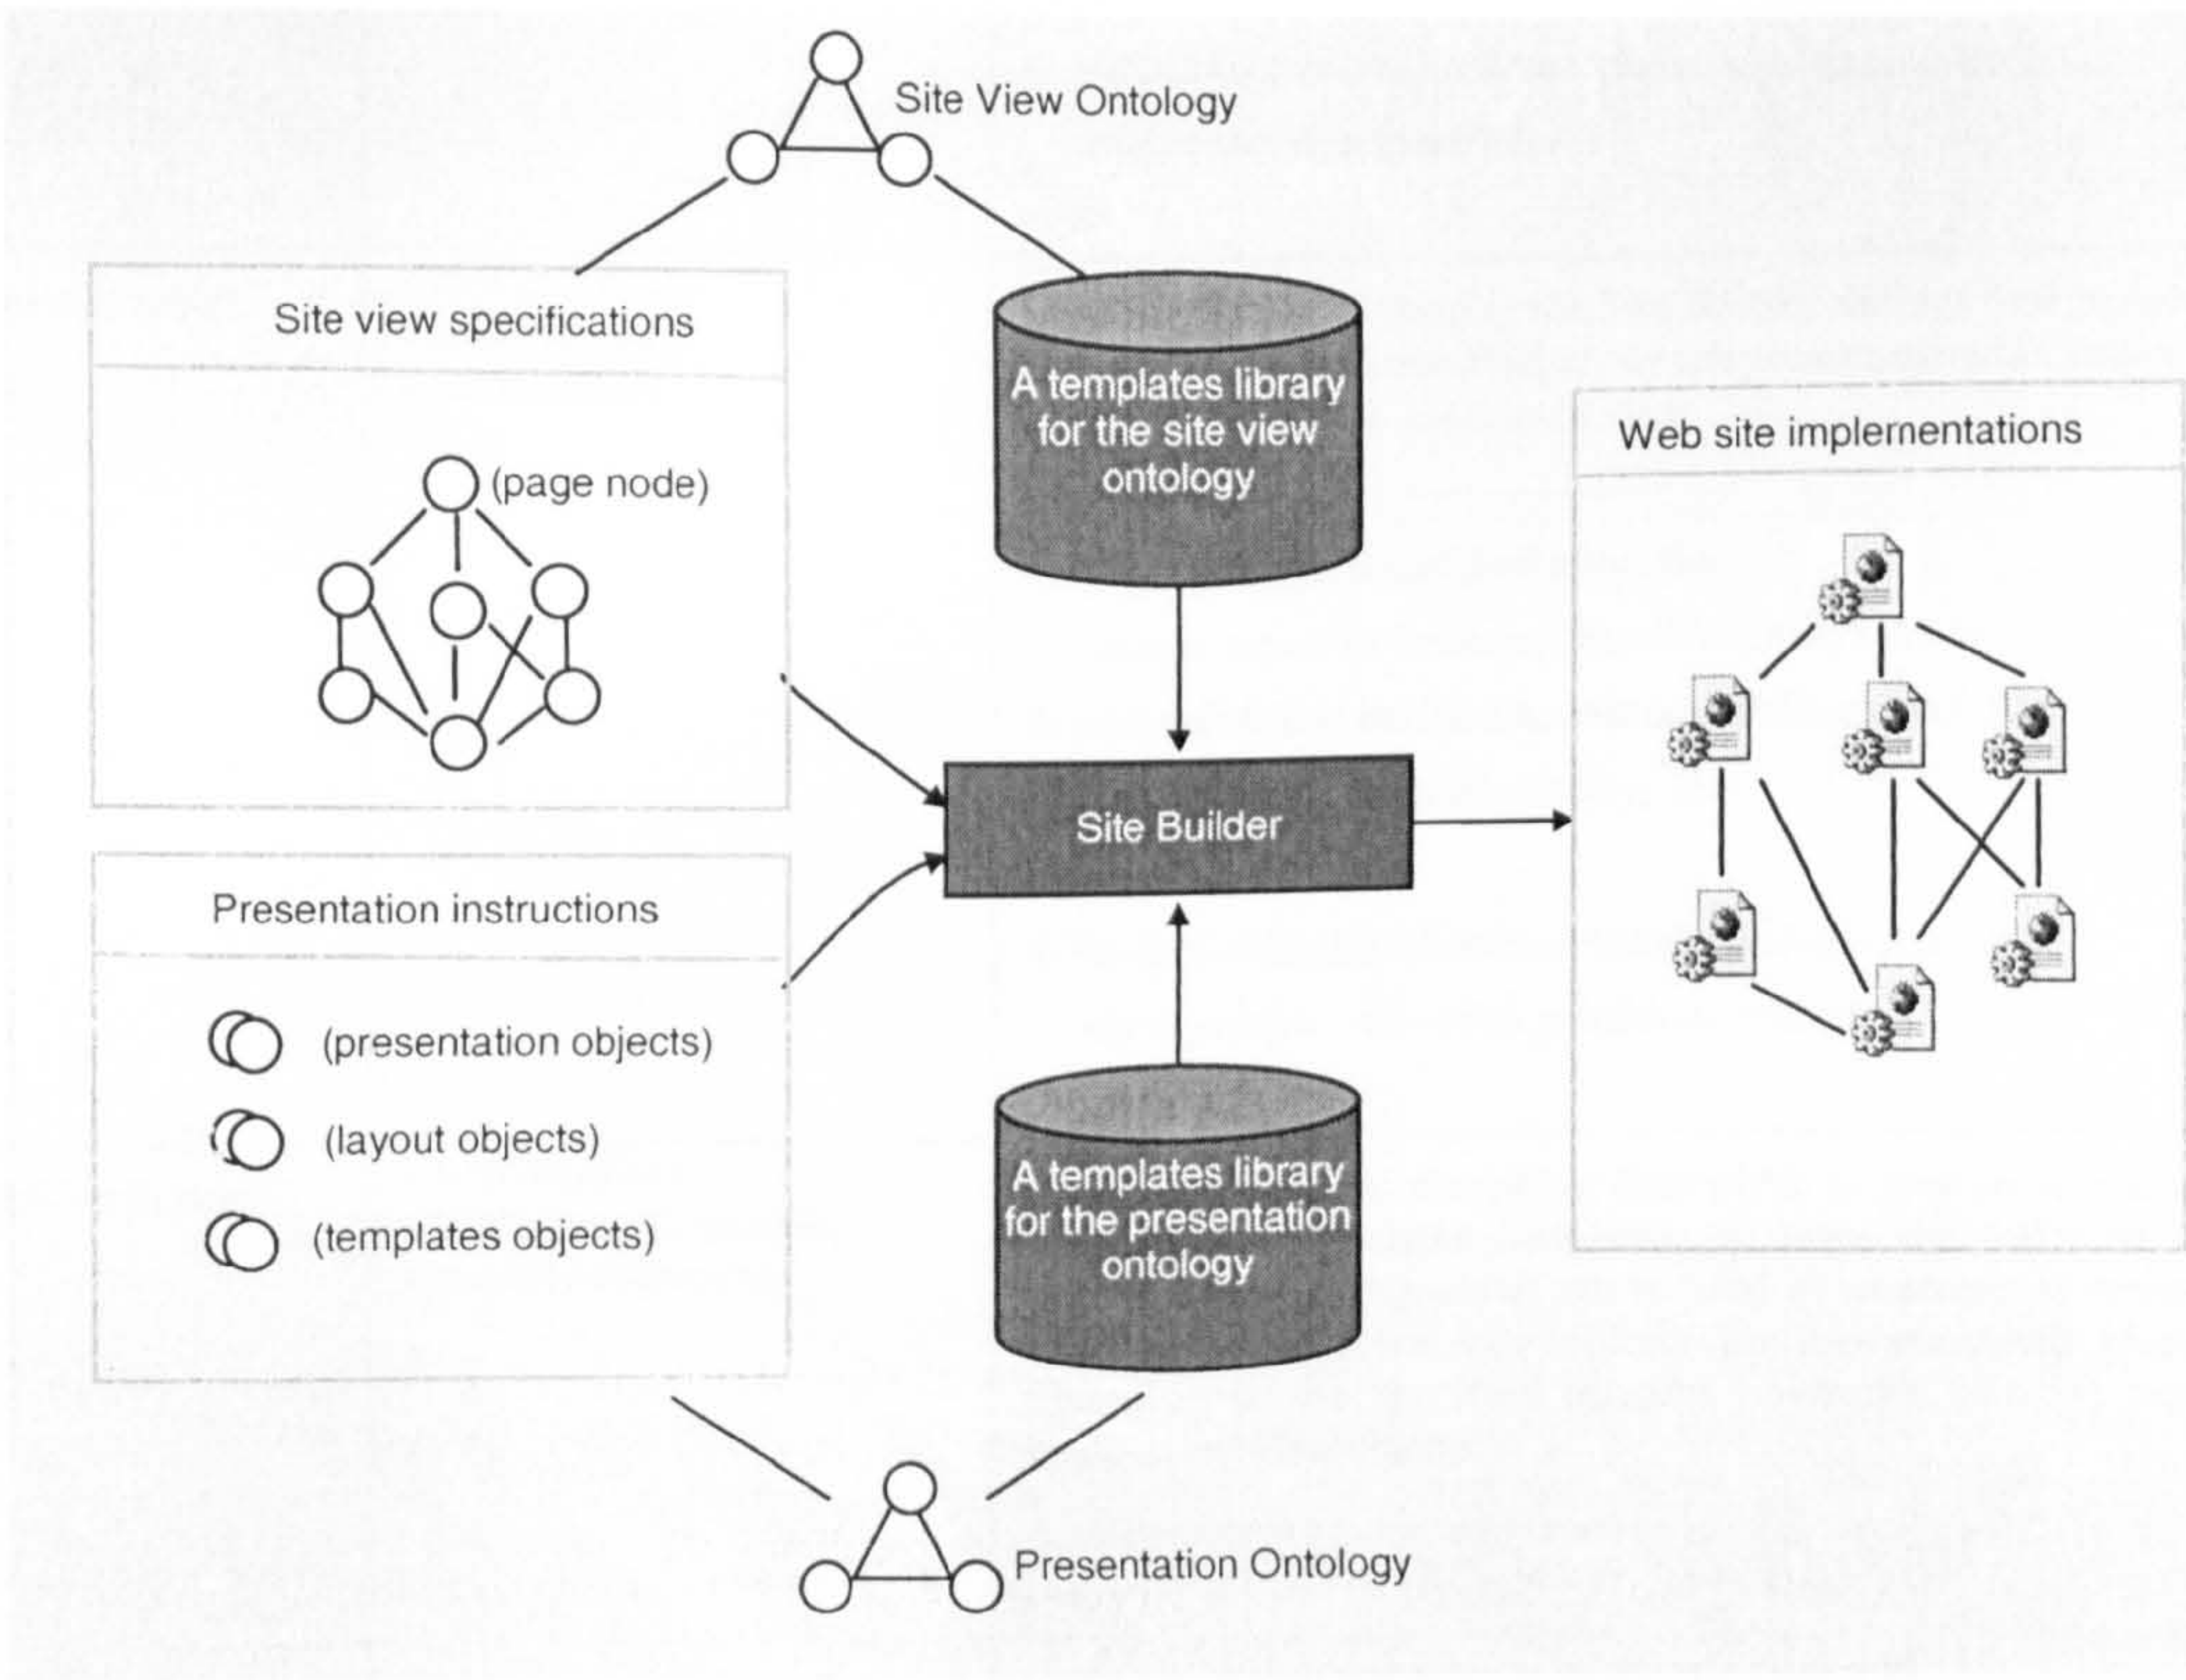 Site View Ontology
Site view specifications
(page node)
A templates library
for the site view
ontology
Web site implementations
Site Builder
Presentation instructions
(presentation objects)
(layout objects)
(templates objects)
A templates library
for the presentation
ontology
Presentation Ontology